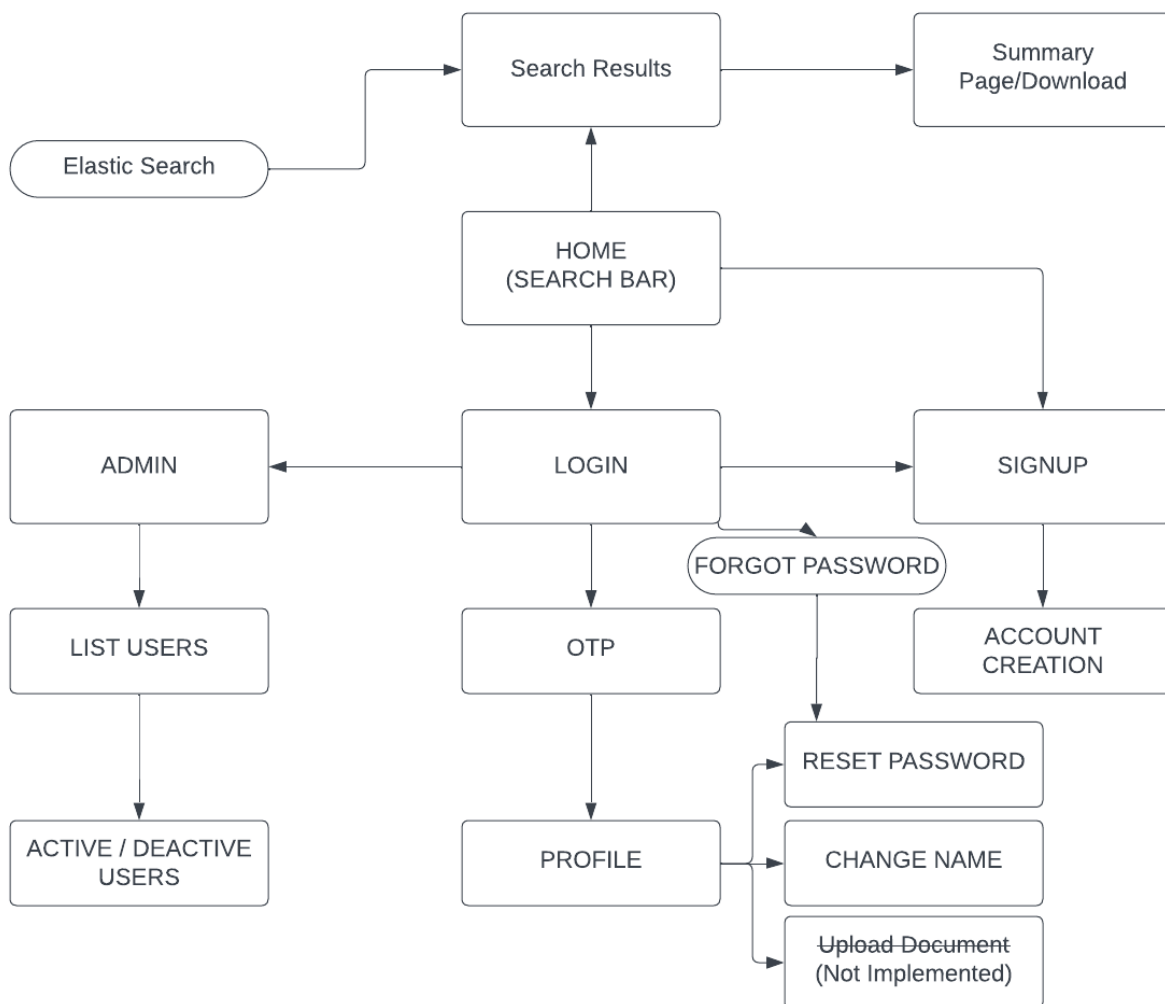 Search Results
Summary
Page/Download
Elastic Search
HOME
(SEARCH BAR)
ADMIN
LOGIN
SIGNUP
FORGOT PASSWORD
LIST USERS
OTP
ACCOUNT
CREATION
RESET PASSWORD
ACTIVE / DEACTIVE
USERS
PROFILE
CHANGE NAME
Upload Document
(Not Implemented)